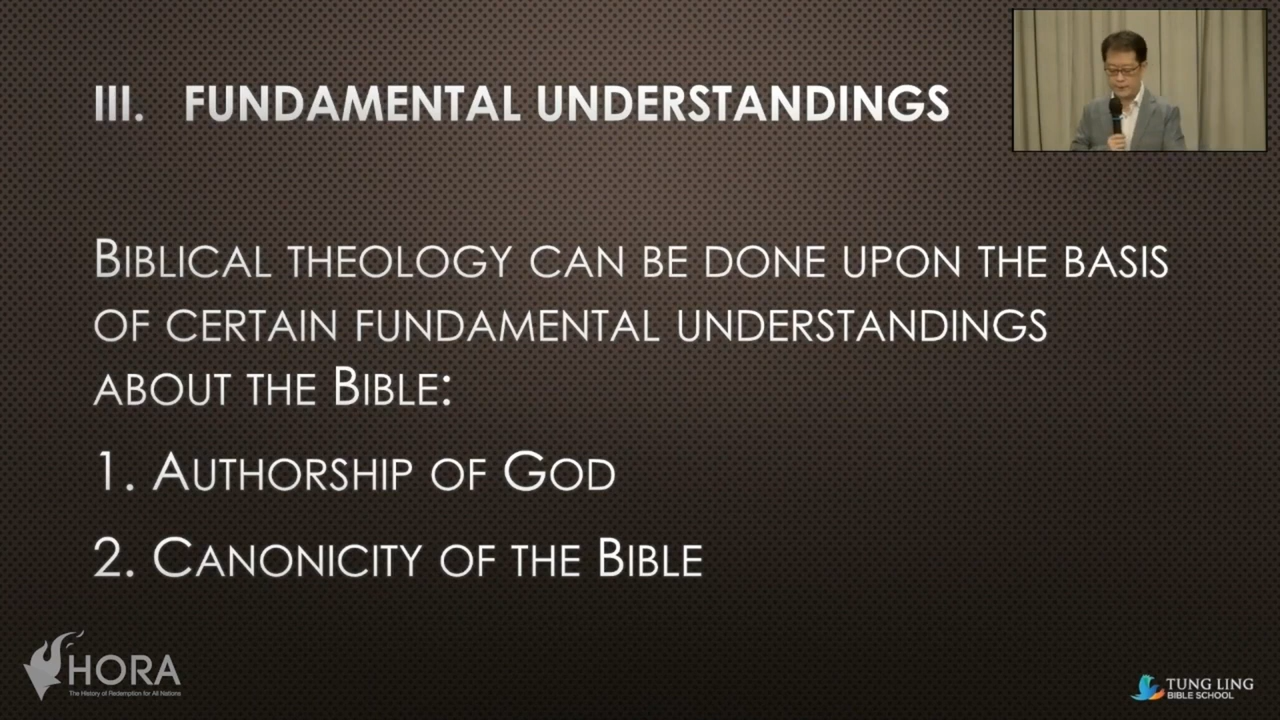 III. FUNDAMENTAL UNDERSTANDINGS
BIBLICAL THEOLOGY CAN BE DONE UPON THE BASIS
OF CERTAIN FUNDAMENTAL UNDERSTANDINGS
ABOUT THE BIBLE:
1. AUTHORSHIP OF GOD
2. CANONICITY OF THE BIBLE
HORA
The History of Redemption for All Nations
TUNG LING
BIBLE SCHOOL